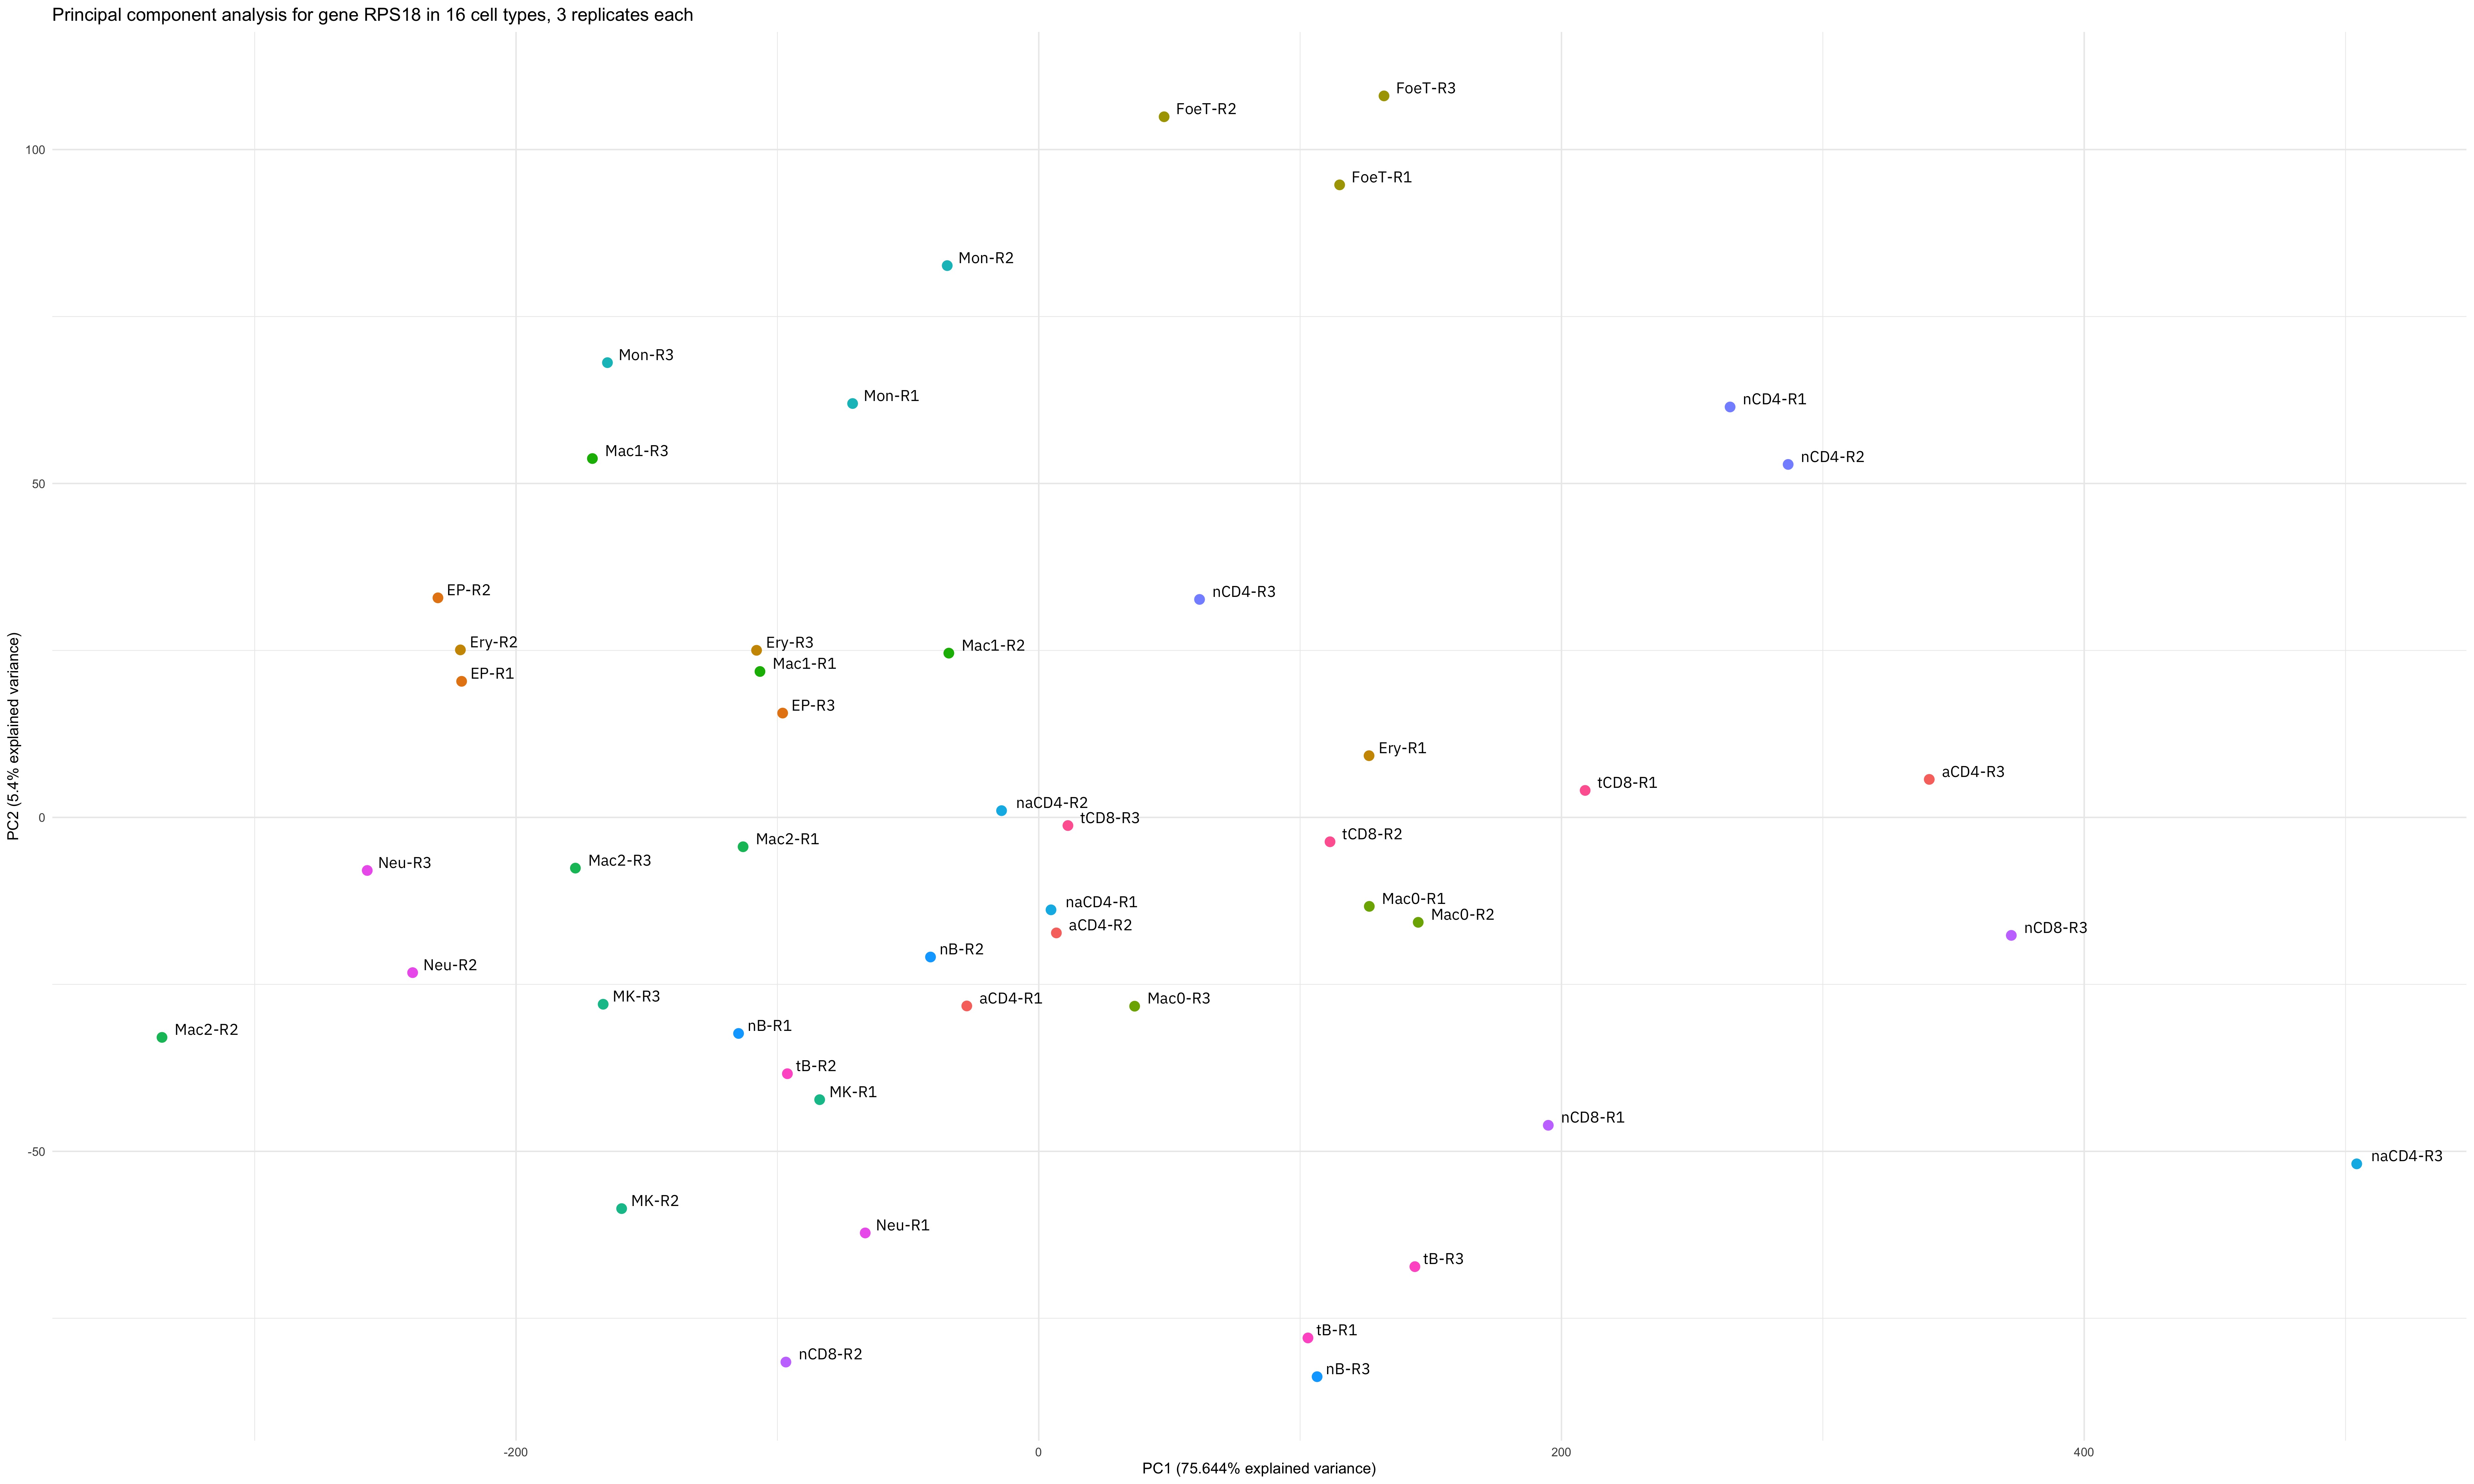 Principal component analysis for gene RPS18 in 16 cell types, 3 replicates each
FoeT-R3
FoeT-R2
100
FoeT-R1
Mon-R2
Mon-R3
Mon-R1
nCD4-R1
Mac1-R3
nCD4-R2
50
EP-R2
nCD4-R3
Ery-R2
Ery-R3
Mac1-R2
Mac1-R1
EP-R1
EP-R3
PC2 (5.4% explained variance)
Ery-R1
aCD4-R3
tCD8-R1
naCD4-R2
0
tCD8-R3
tCD8-R2
Mac2-R1
Mac2-R3
Neu-R3
Mac0-R1
naCD4-R1
Mac0-R2
aCD4-R2
nCD8-R3
nB-R2
Neu-R2
MK-R3
aCD4-R1
Mac0-R3
nB-R1
Mac2-R2
tB-R2
MK-R1
nCD8-R1
-50
naCD4-R3
MK-R2
Neu-R1
tB-R3
tB-R1
nCD8-R2
nB-R3
-200
0
200
400
PC1 (75.644% explained variance)